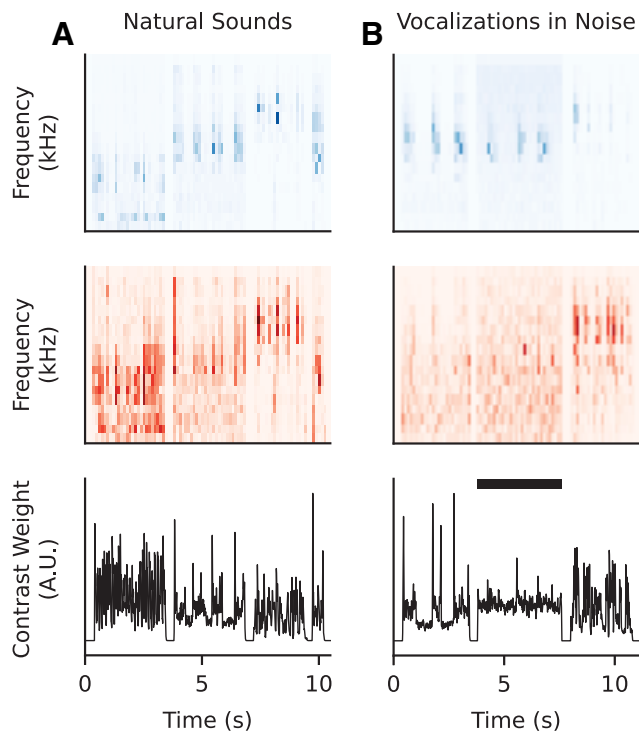 A Natural Sounds
B Vocalizations in Noise
Frequency
(kHz)
Frequency
(kHz)
Contrast Weight
(A.U.)
0 5 10
0 5 10
Time (s)
Time (s)